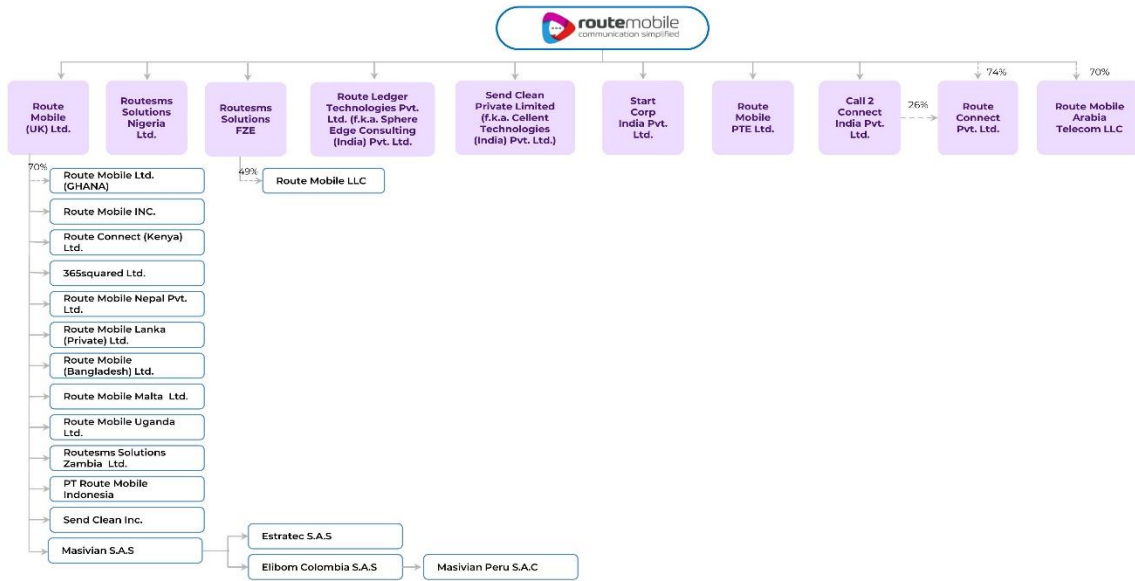 routemobile
communication simplified
74%
70%
Route
Mobile
(UK) Ltd.
Routesms
Solutions
Nigeria
Ltd.
Routesms
Solutions
FZE
Route Ledger
Technologies Pvt.
Ltd. (f.k.a. Sphere
Edge Consulting
(India) Pvt. Ltd.
Send Clean
Private Limited
(f.k.a. Cellent
Technologies
(India) Pvt. Ltd.)
Start
Corp
India Pvt.
Ltd.
Route
Mobile
PTE Ltd.
Call 2
Connect
India Pvt.
Ltd.
26%
Route
Connect
Pvt. Ltd.
Route Mobile
Arabia
Telecom LLC
70%
Route Mobile Ltd.
(GHANA)
49%
Route Mobile LLC
Route Mobile INC.
Route Connect (Kenya)
Ltd.
365squared Ltd.
Route Mobile Nepal Pvt.
Ltd.
Route Mobile Lanka
(Private) Ltd.
Route Mobile
(Bangladesh) Ltd.
Route Mobile Malta Ltd.
Route Mobile Uganda
Ltd.
Routesms Solutions
Zambia Ltd.
PT Route Mobile
Indonesia
Send Clean Inc.
Masivian S.A.S
Estratec S.A.S
Elibom Colombia S.A.S
Masivian Peru S.A.C